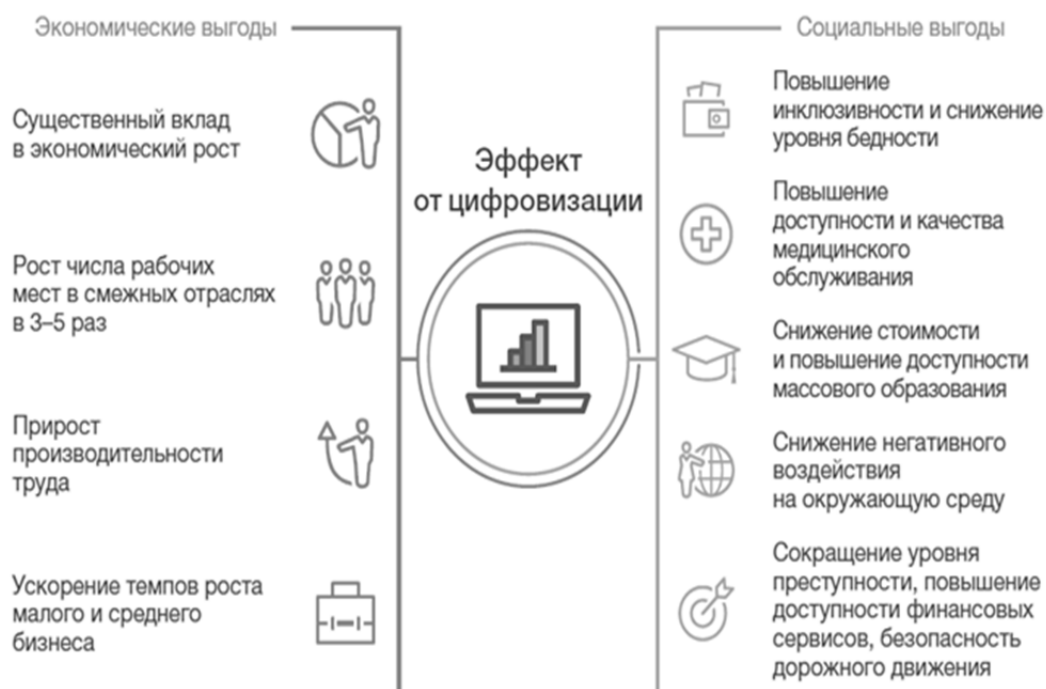 Экономические выгоды
Существенный вклад
в экономический рост
Рост числа рабочих
мест в смежных отраслях
в 3–5 раз
Прирост
производительности
труда
Ускорение темпов роста
малого и среднего
бизнеса
Эффект
от цифровизации
Социальные выгоды
Повышение
инклюзивности и снижение
уровня бедности
Повышение
доступности и качества
медицинского
обслуживания
Снижение стоимости
и повышение доступности
массового образования
Снижение негативного
воздействия
на окружающую среду
Сокращение уровня
преступности, повышение
доступности финансовых
сервисов, безопасность
дорожного движения